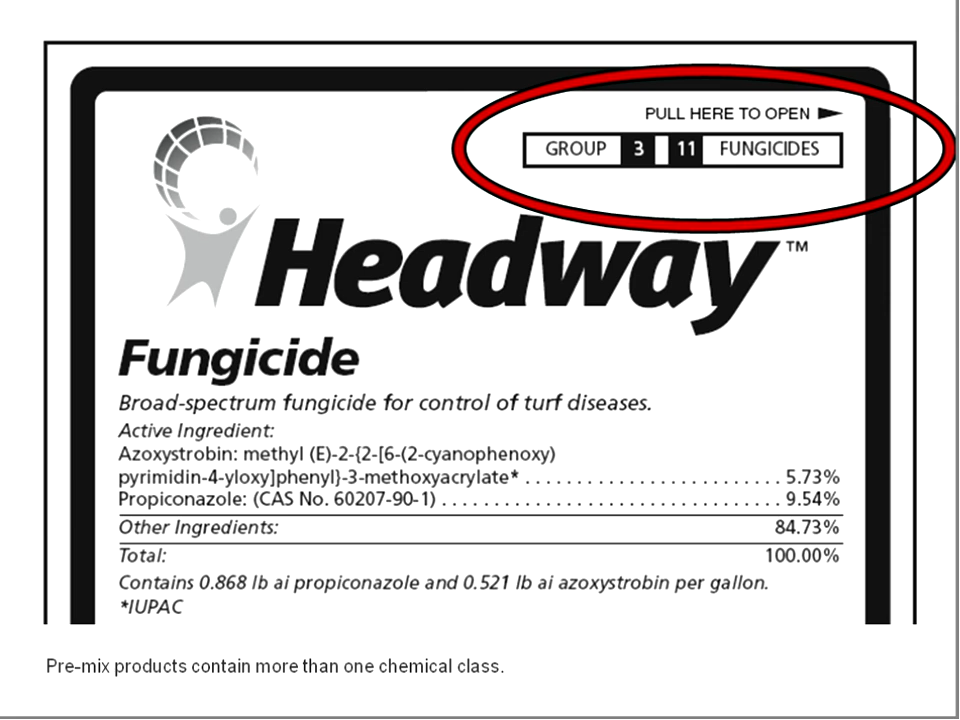 PULL HERE TO OPEN
GROUP 3 11 FUNGICIDES
Headway™
Fungicide
Broad-spectrum fungicide for control of turf diseases.
Active Ingredient:
Azoxystrobin: methyl (E)-2-{2-[6-(2-cyanophenoxy)
pyrimidin-4-yloxy]phenyl}-3-methoxyacrylate* . . . . . . . . . . . . . . . . . . . . . . . . . 5.73%
Propiconazole: (CAS No. 60207-90-1) . . . . . . . . . . . . . . . . . . . . . . . . . . . . . . . . . 9.54%
Other Ingredients: 84.73%
Total: 100.00%
Contains 0.868 lb ai propiconazole and 0.521 lb ai azoxystrobin per gallon.
*IUPAC
Pre-mix products contain more than one chemical class.